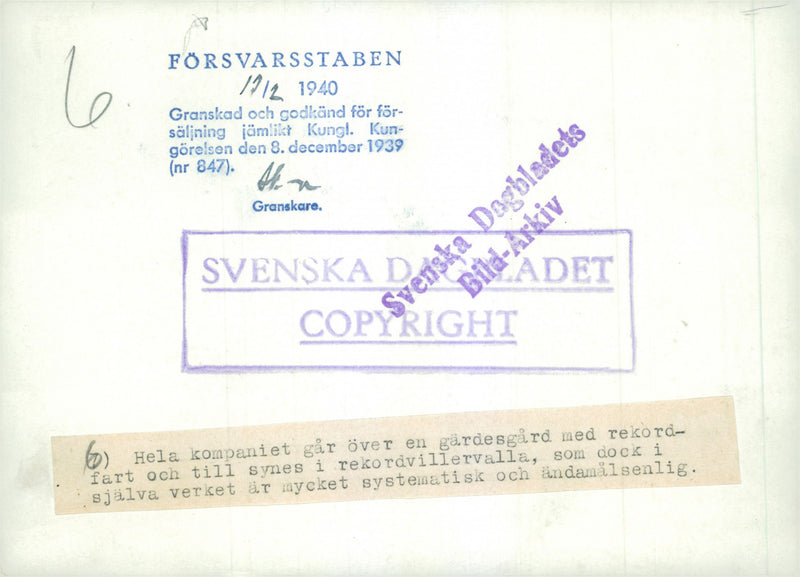 6
FÖRSVARSSTABEN
1940
Granskad och godkänd för för-
säljning jämlikt Kungl. Kun-
görelsen den 8. december 1939
(nr 847).
Granskare.
Svenska Dagbladets
Bild-Arkiv
SVENSKA DAGBLADET
COPYRIGHT
6) Hela kompaniet går över en gärdesgård med rekord-
fart och till synes i rekordvillervalla, som dock i
själva verket är mycket systematisk och ändamålsenlig.